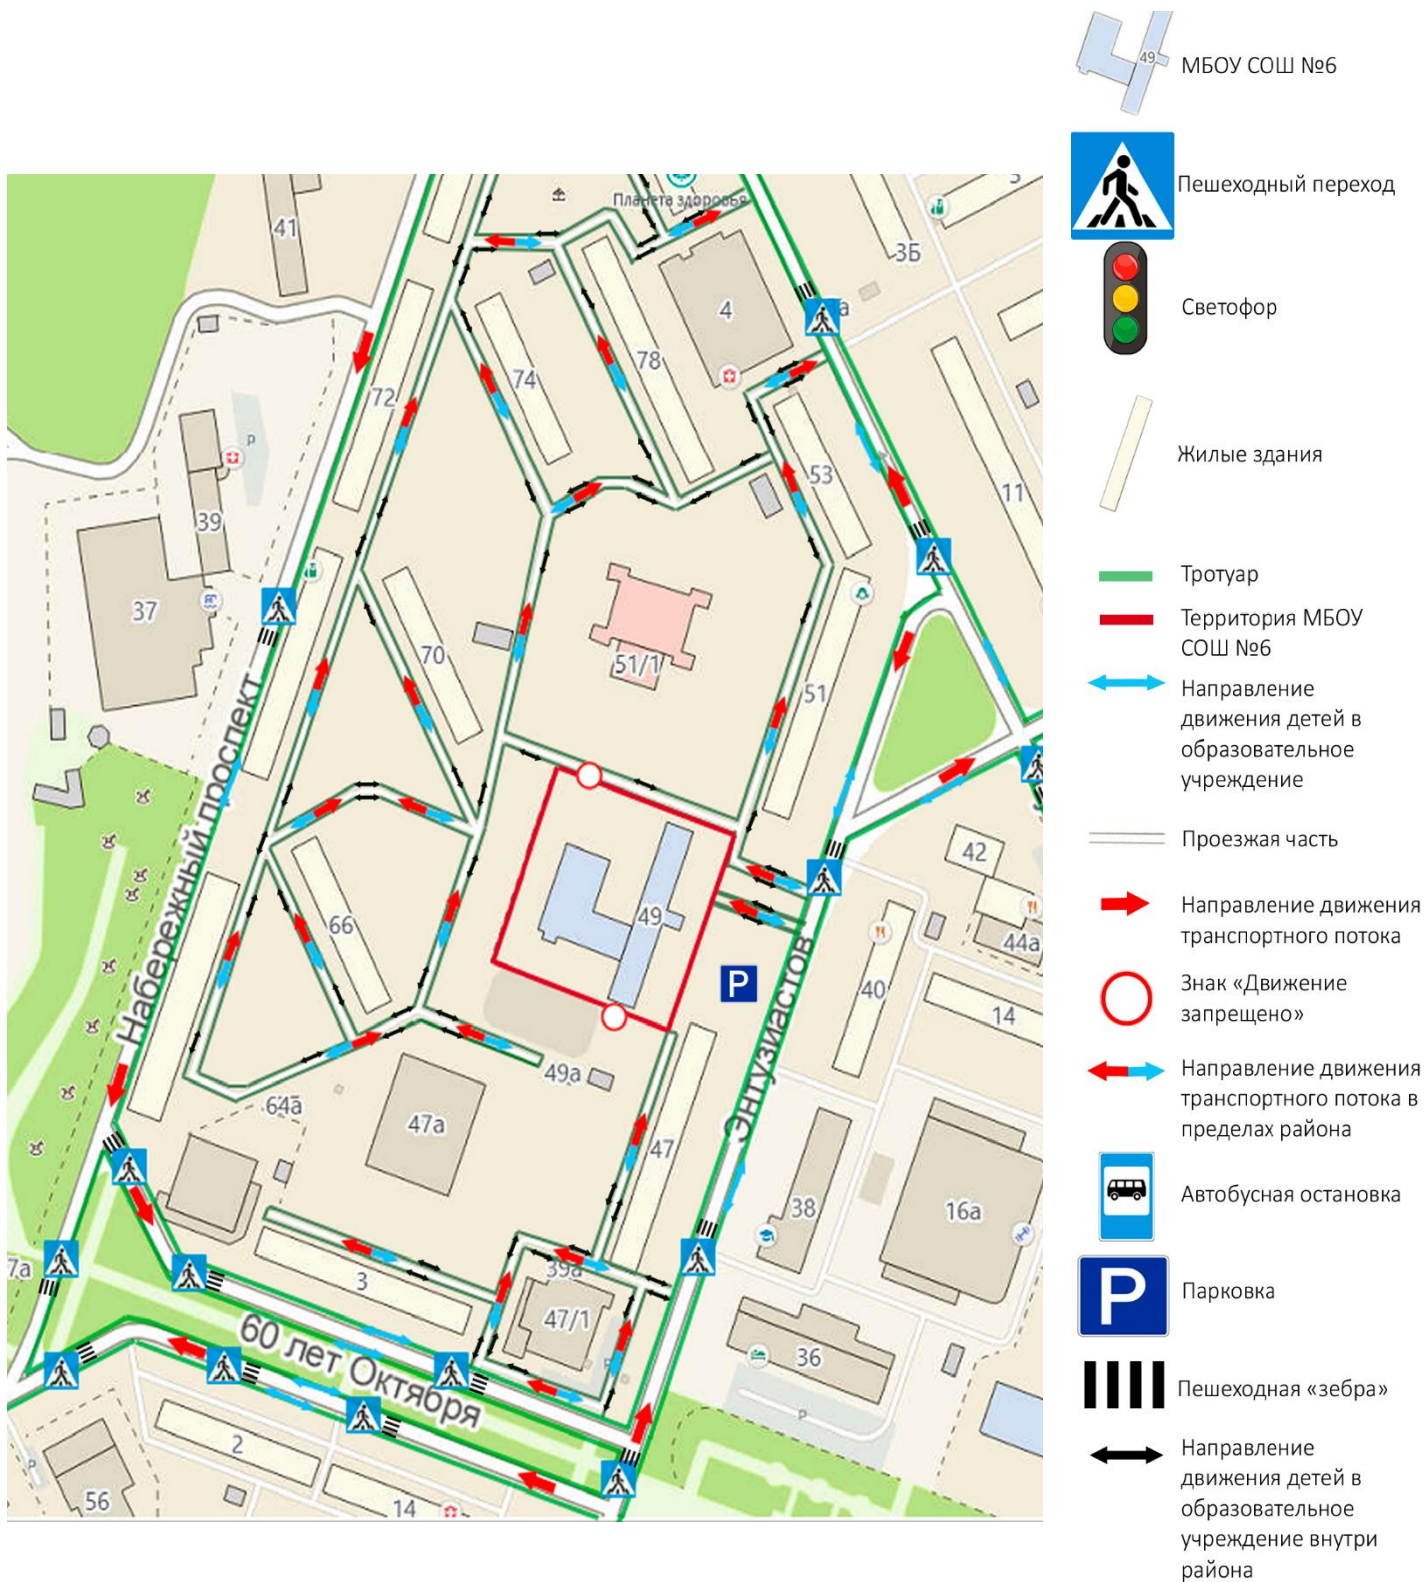 49
МБОУ СОШ №6
Пешеходный переход
Светофор
Жилые здания
Тротуар
Территория МБОУ
СОШ №6
Направление
движения детей в
образовательное
учреждение
Проезжая часть
Направление движения
транспортного потока
Знак «Движение
запрещено»
Направление движения
транспортного потока в
пределах района
Автобусная остановка
P
Парковка
Пешеходная «зебра»
Направление
движения детей в
образовательное
учреждение внутри
района
Планета здоровья
5
41
3Б
4
78
74
72
P
39
37
53
11
70
51/1
51
Набережный проспект
42
44а
66
49
40
14
P
Энтузиастов
49а
64а
47а
47
38
16а
3
39а
47/1
P
7а
60 лет Октября
36
P
2
14
56
P